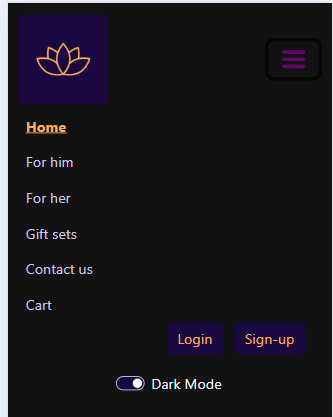 Home
For him
For her
Gift sets
Contact us
Cart
Login Sign-up
Dark Mode